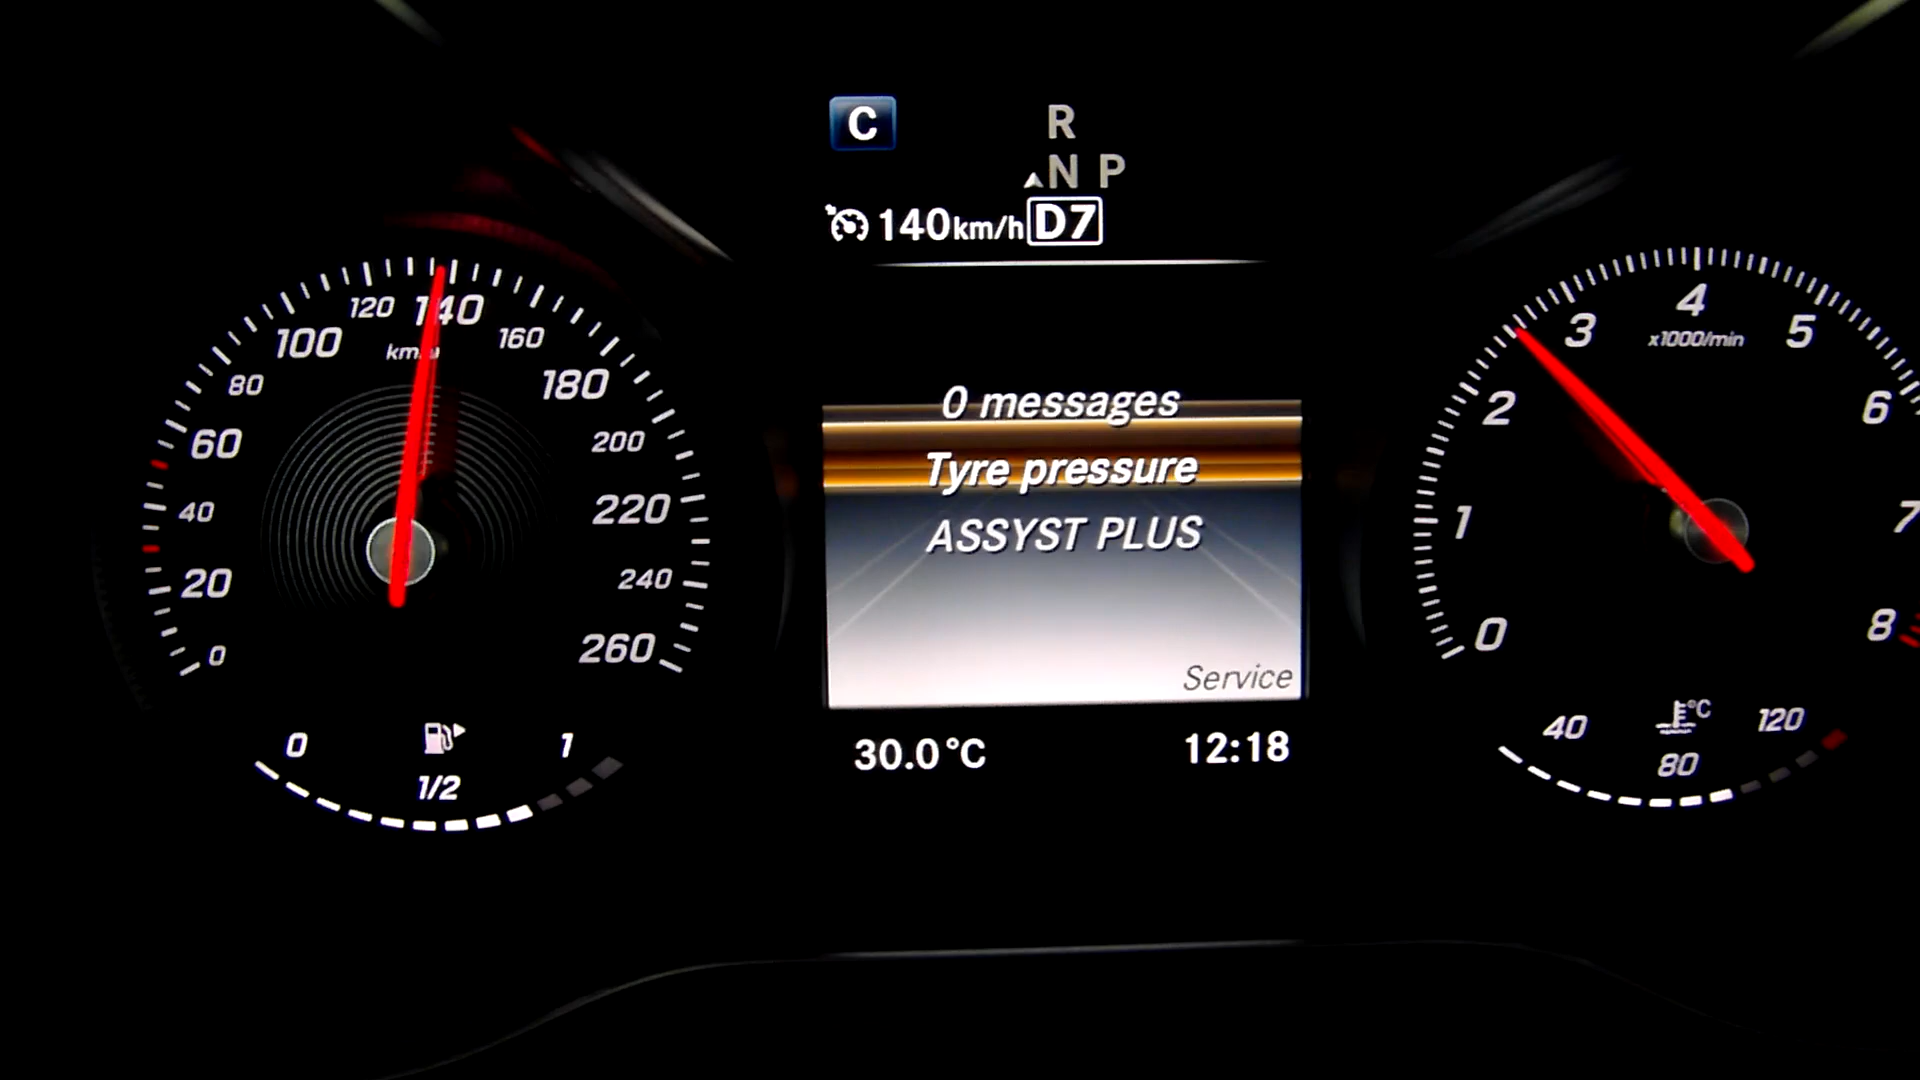 C
R
N P
140km/h D7
0 messages
Tyre pressure
ASSYST PLUS
Service
30.0°C
12:18
0
20
40
60
80
100
120
140
160
180
200
220
240
260
0
1/2
1
0
1
2
3
4
5
6
7
8
x1000/min
40
80
120
°C